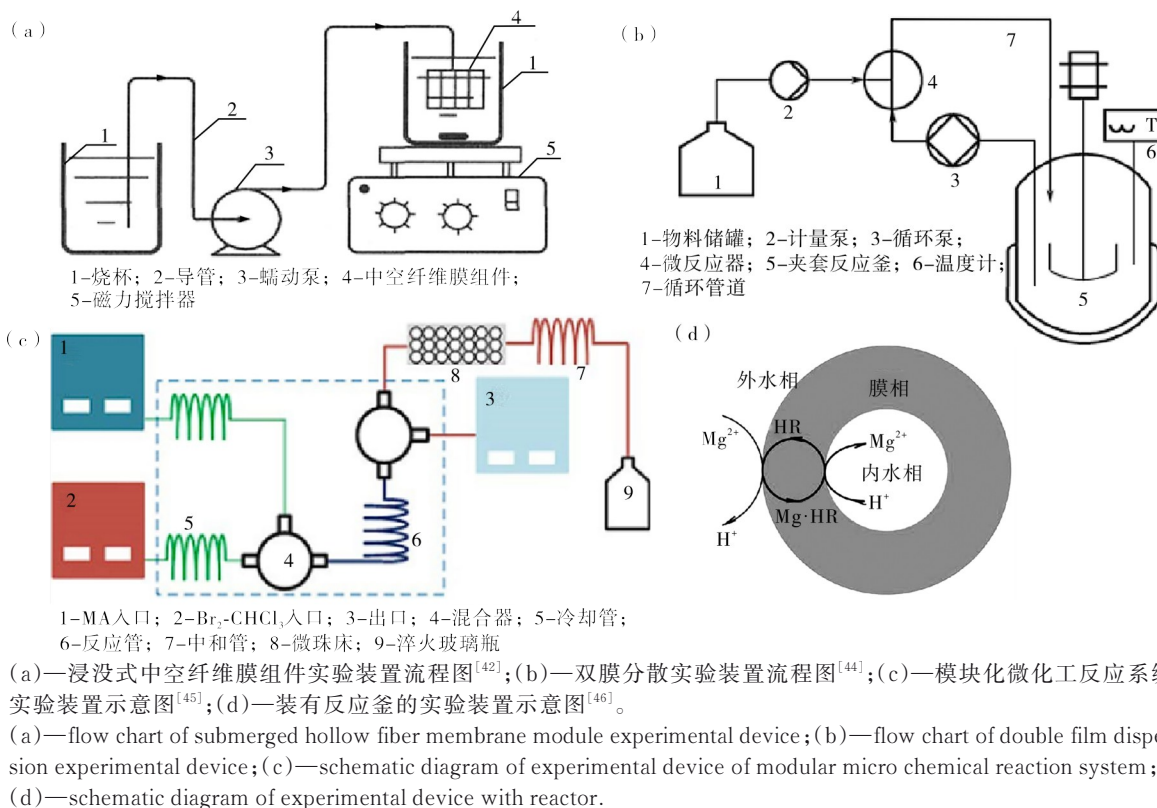 (a)
4
1
2
1
3
5
1-烧杯；2-导管；3-蠕动泵；4-中空纤维膜组件；
5-磁力搅拌器
(b)
7
4
2
T
6
3
1
1-物料储罐；2-计量泵；3-循环泵；
4-微反应器；5-夹套反应釜；6-温度计；
7-循环管道
5
(c)
1
8
7
3
2
9
5
4
6
1-MA入口；2-Br₂-CHCl₃入口；3-出口；4-混合器；5-冷却管；
6-反应管；7-中和管；8-微珠床；9-淬火玻璃瓶
(d)
外水相
膜相
HR
Mg²⁺
Mg²⁺
内水相
H⁺
Mg·HR
H⁺
(a)—浸没式中空纤维膜组件实验装置流程图[42]；(b)—双膜分散实验装置流程图[44]；(c)—模块化微化工反应系统
实验装置示意图[45]；(d)—装有反应釜的实验装置示意图[46]。
(a)—flow chart of submerged hollow fiber membrane module experimental device；(b)—flow chart of double film disper-
sion experimental device；(c)—schematic diagram of experimental device of modular micro chemical reaction system；
(d)—schematic diagram of experimental device with reactor.